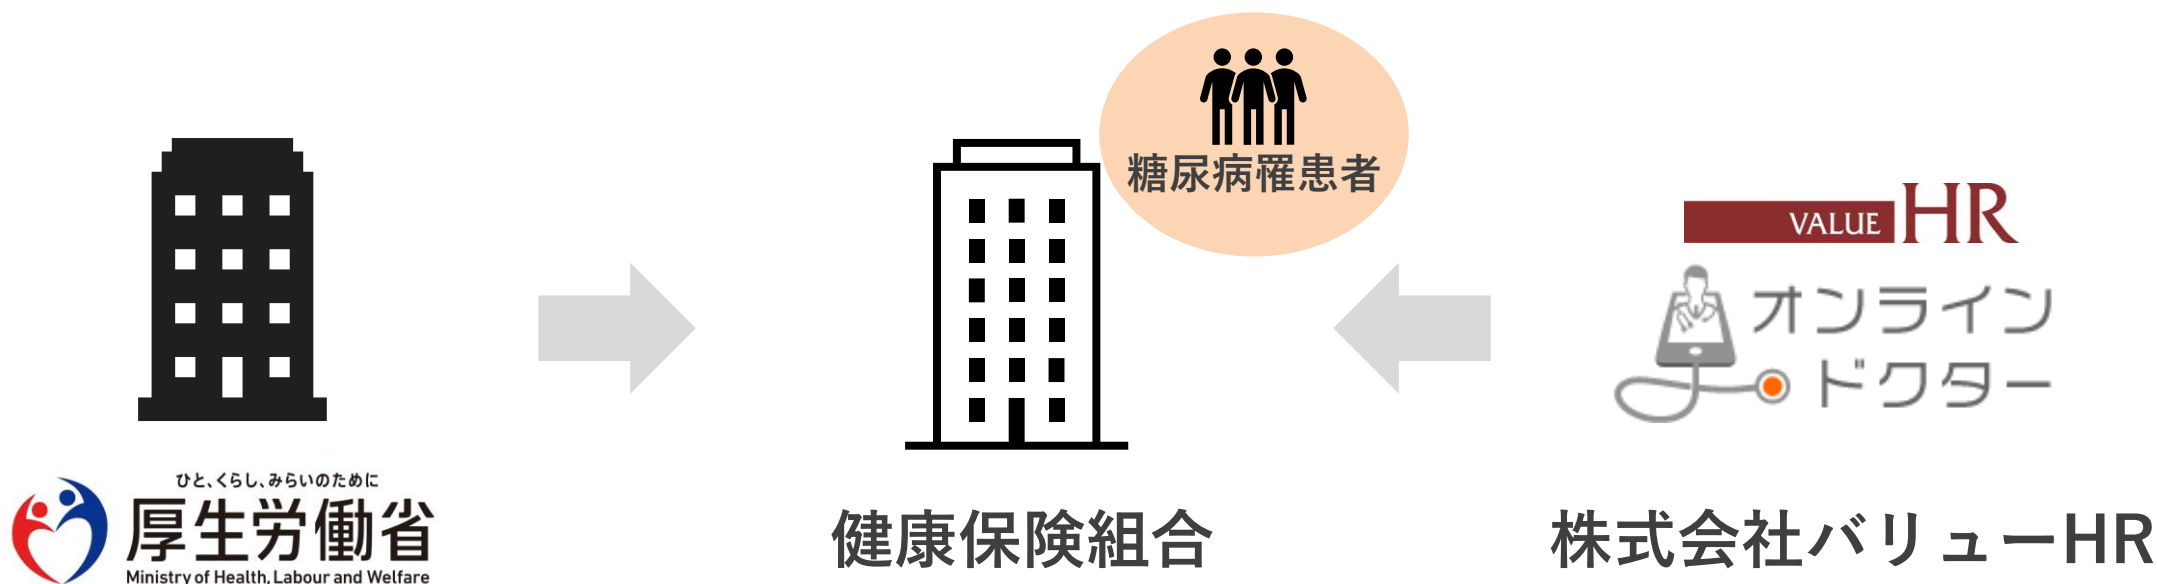 糖尿病罹患者
VALUE HR
オンライン
ドクター
ひと、くらし、みらいのために
厚生労働省
Ministry of Health, Labour and Welfare
健康保険組合
株式会社バリューHR